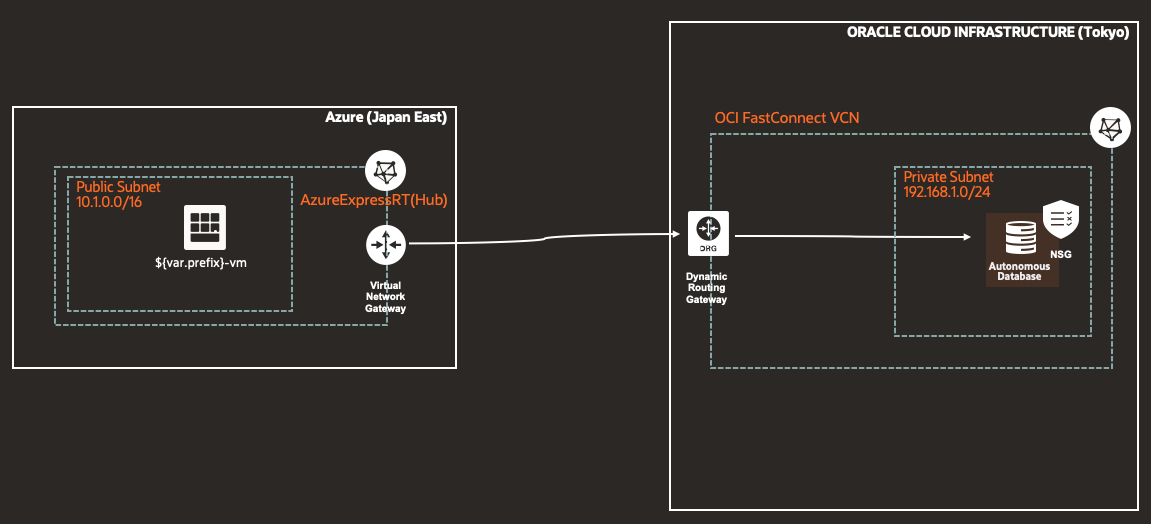 ORACLE CLOUD INFRASTRUCTURE (Tokyo)
Azure (Japan East)
OCI FastConnect VCN
Public Subnet
10.1.0.0/16
AzureExpressRT(Hub)
${var.prefix}-vm
Virtual
Network
Gateway
DRG
Dynamic
Routing
Gateway
Private Subnet
192.168.1.0/24
NSG
Autonomous
Database